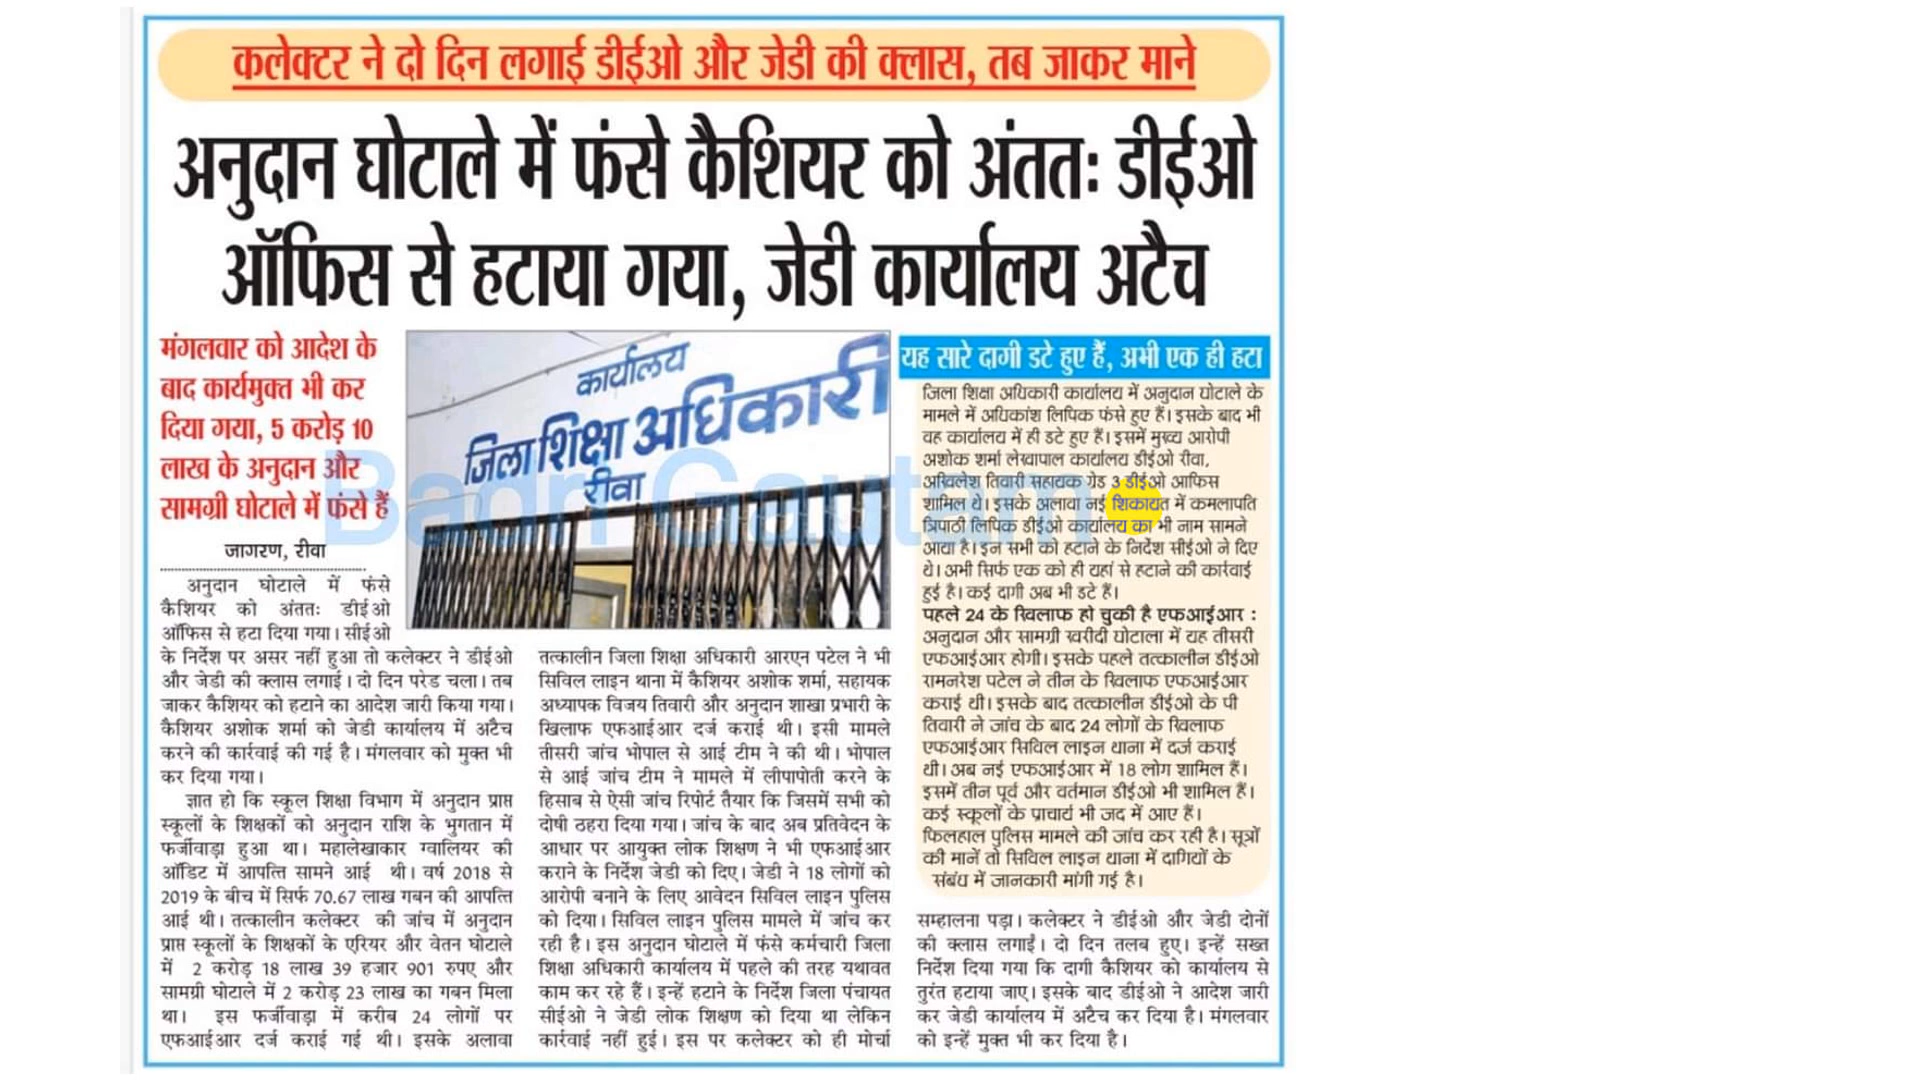 कलेक्टर ने दो दिन लगाई डीईओ और जेडी की क्लास, तब जाकर माने
अनुदान घोटाले में फंसे कैशियर को अंततः डीईओ
ऑफिस से हटाया गया, जेडी कार्यालय अटैच
मंगलवार को आदेश के
बाद कार्यमुक्त भी कर
दिया गया, 5 करोड़ 10
लाख के अनुदान और
सामग्री घोटाले में फंसे हैं
जागरण, रीवा
अनुदान घोटाले में फंसे
कैशियर को अंततः डीईओ
ऑफिस से हटा दिया गया। सीईओ
के निर्देश पर असर नहीं हुआ तो कलेक्टर ने डीईओ
और जेडी की क्लास लगाई। दो दिन परेड चला। तब
जाकर कैशियर को हटाने का आदेश जारी किया गया।
कैशियर अशोक शर्मा को जेडी कार्यालय में अटैच
करने की कार्रवाई की गई है। मंगलवार को मुक्त भी
कर दिया गया।
ज्ञात हो कि स्कूल शिक्षा विभाग में अनुदान प्राप्त
स्कूलों के शिक्षकों को अनुदान राशि के भुगतान में
फर्जीवाड़ा हुआ था। महालेखाकार ग्वालियर की
ऑडिट में आपत्ति सामने आई थी। वर्ष 2018 से
2019 के बीच में सिर्फ 70.67 लाख गबन की आपत्ति
आई थी। तत्कालीन कलेक्टर की जांच में अनुदान
प्राप्त स्कूलों के शिक्षकों के एरियर और वेतन घोटाले
में 2 करोड़ 18 लाख 39 हजार 901 रुपए और
सामग्री घोटाले में 2 करोड़ 23 लाख का गबन मिला
था। इस फर्जीवाड़ा में करीब 24 लोगों पर
एफआईआर दर्ज कराई गई थी। इसके अलावा
कार्यालय
जिला शिक्षा अधिकारी
रीवा
Badri Gautam
तत्कालीन जिला शिक्षा अधिकारी आरएन पटेल ने भी
सिविल लाइन थाना में कैशियर अशोक शर्मा, सहायक
अध्यापक विजय तिवारी और अनुदान शाखा प्रभारी के
खिलाफ एफआईआर दर्ज कराई थी। इसी मामले
तीसरी जांच भोपाल से आई टीम ने की थी। भोपाल
से आई जांच टीम ने मामले में लीपापोती करने के
हिसाब से ऐसी जांच रिपोर्ट तैयार कि जिसमें सभी को
दोषी ठहरा दिया गया। जांच के बाद अब प्रतिवेदन के
आधार पर आयुक्त लोक शिक्षण ने भी एफआईआर
कराने के निर्देश जेडी को दिए। जेडी ने 18 लोगों को
आरोपी बनाने के लिए आवेदन सिविल लाइन पुलिस
को दिया। सिविल लाइन पुलिस मामले में जांच कर
रही है। इस अनुदान घोटाले में फंसे कर्मचारी जिला
शिक्षा अधिकारी कार्यालय में पहले की तरह यथावत
काम कर रहे हैं। इन्हें हटाने के निर्देश जिला पंचायत
सीईओ ने जेडी लोक शिक्षण को दिया था लेकिन
कार्रवाई नहीं हुई। इस पर कलेक्टर को ही मोर्चा
यह सारे दागी डटे हुए हैं, अभी एक ही हटा
जिला शिक्षा अधिकारी कार्यालय में अनुदान घोटाले के
मामले में अधिकांश लिपिक फंसे हुए हैं। इसके बाद भी
वह कार्यालय में ही डटे हुए हैं। इसमें मुख्य आरोपी
अशोक शर्मा लेखापाल कार्यालय डीईओ रीवा,
अखिलेश तिवारी सहायक ग्रेड 3 डीईओ आफिस
शामिल थे। इसके अलावा नई शिकायत में कमलापति
त्रिपाठी लिपिक डीईओ कार्यालय का भी नाम सामने
आया है। इन सभी को हटाने के निर्देश सीईओ ने दिए
थे। अभी सिर्फ एक को ही यहां से हटाने की कार्रवाई
हुई है। कई दागी अब भी डटे हैं।
पहले 24 के खिलाफ हो चुकी है एफआईआर :
अनुदान और सामग्री खरीदी घोटाला में यह तीसरी
एफआईआर होगी। इसके पहले तत्कालीन डीईओ
रामनरेश पटेल ने तीन के खिलाफ एफआईआर
कराई थी। इसके बाद तत्कालीन डीईओ के पी
तिवारी ने जांच के बाद 24 लोगों के खिलाफ
एफआईआर सिविल लाइन थाना में दर्ज कराई
थी। अब नई एफआईआर में 18 लोग शामिल हैं।
इसमें तीन पूर्व और वर्तमान डीईओ भी शामिल हैं।
कई स्कूलों के प्राचार्य भी जद में आए हैं।
फिलहाल पुलिस मामले की जांच कर रही है। सूत्रों
की मानें तो सिविल लाइन थाना में दागियों के
संबंध में जानकारी मांगी गई है।
सम्हालना पड़ा। कलेक्टर ने डीईओ और जेडी दोनों
की क्लास लगाईं। दो दिन तलब हुए। इन्हें सख्त
निर्देश दिया गया कि दागी कैशियर को कार्यालय से
तुरंत हटाया जाए। इसके बाद डीईओ ने आदेश जारी
कर जेडी कार्यालय में अटैच कर दिया है। मंगलवार
को इन्हें मुक्त भी कर दिया है।